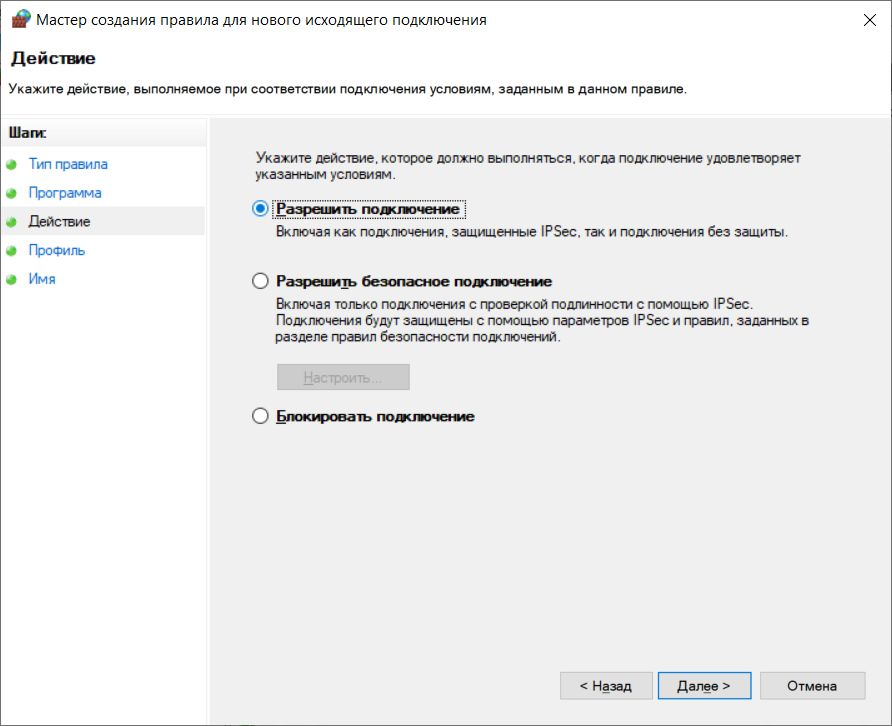 Мастер создания правила для нового исходящего подключения
Действие
Укажите действие, выполняемое при соответствии подключения условиям, заданным в данном правиле.
Шаги:
Тип правила
Программа
Действие
Профиль
Имя
Укажите действие, которое должно выполняться, когда подключение удовлетворяет
указанным условиям.
Разрешить подключение
Включая как подключения, защищенные IPSec, так и подключения без защиты.
Разрешить безопасное подключение
Включая только подключения с проверкой подлинности с помощью IPSec.
Подключения будут защищены с помощью параметров IPSec и правил, заданных в
разделе правил безопасности подключений.
Настроить...
Блокировать подключение
< Назад
Далее >
Отмена